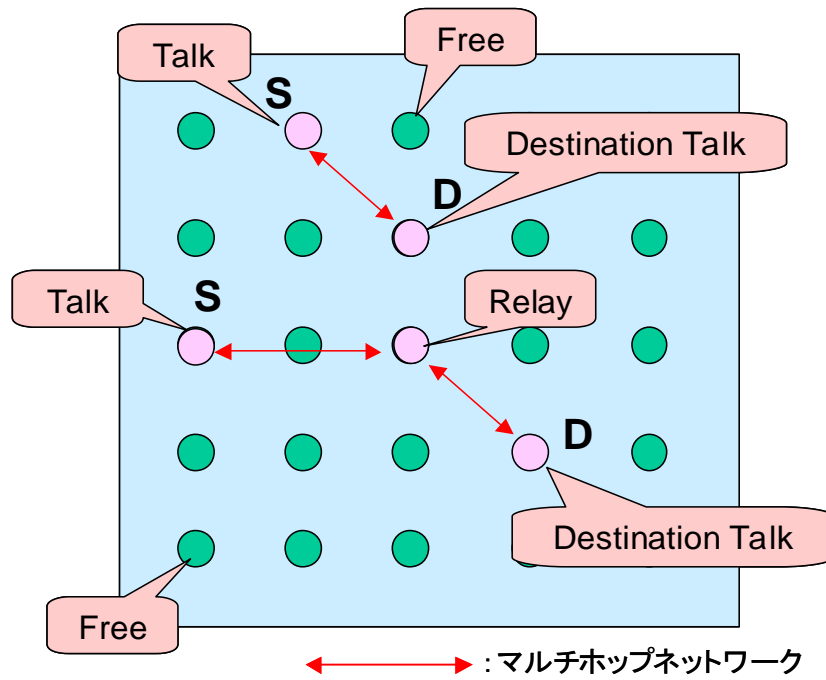 Talk
Free
S
Destination Talk
D
Talk
S
Relay
D
Destination Talk
Free
: マルチホップネットワーク